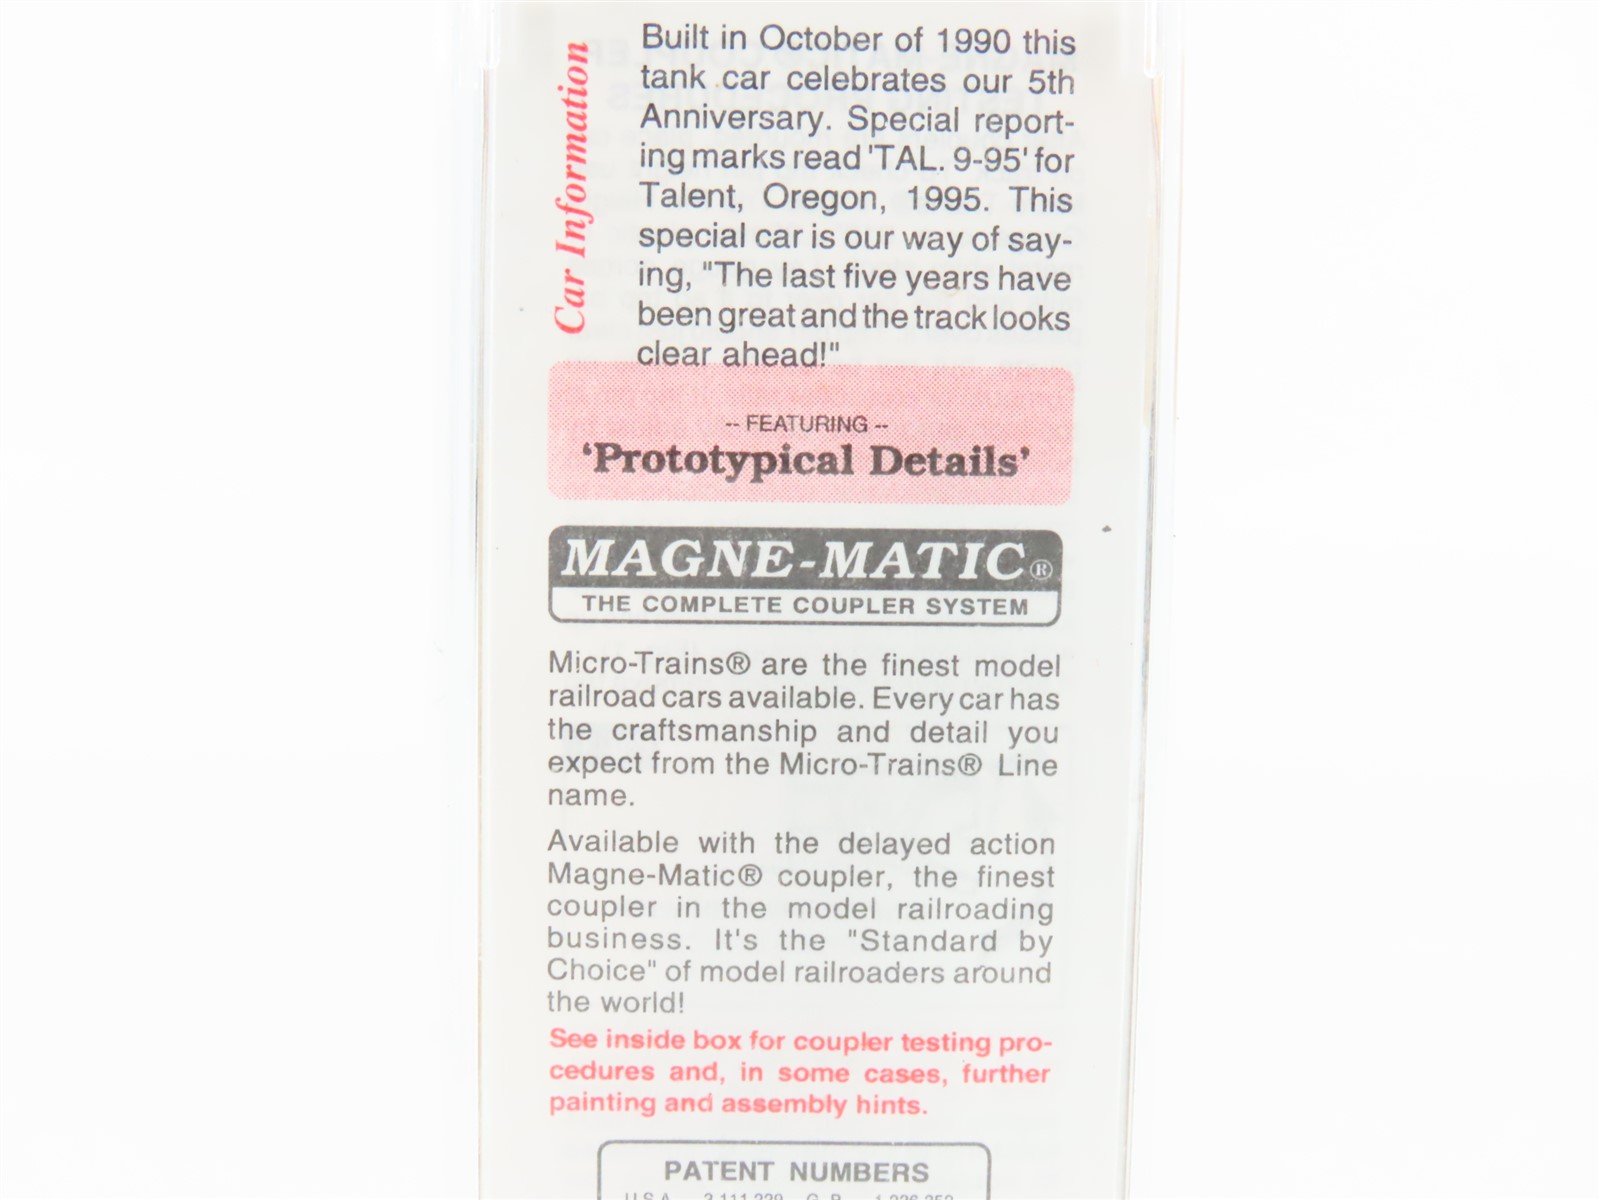 Car Information
Built in October of 1990 this
tank car celebrates our 5th
Anniversary. Special report-
ing marks read 'TAL. 9-95' for
Talent, Oregon, 1995. This
special car is our way of say-
ing, "The last five years have
been great and the track looks
clear ahead!"
-- FEATURING --
‘Prototypical Details’
MAGNE-MATIC®
THE COMPLETE COUPLER SYSTEM
Micro-Trains® are the finest model
railroad cars available. Every car has
the craftsmanship and detail you
expect from the Micro-Trains® Line
name.
Available with the delayed action
Magne-Matic® coupler, the finest
coupler in the model railroading
business. It's the "Standard by
Choice" of model railroaders around
the world!
See inside box for coupler testing pro-
cedures and, in some cases, further
painting and assembly hints.
PATENT NUMBERS